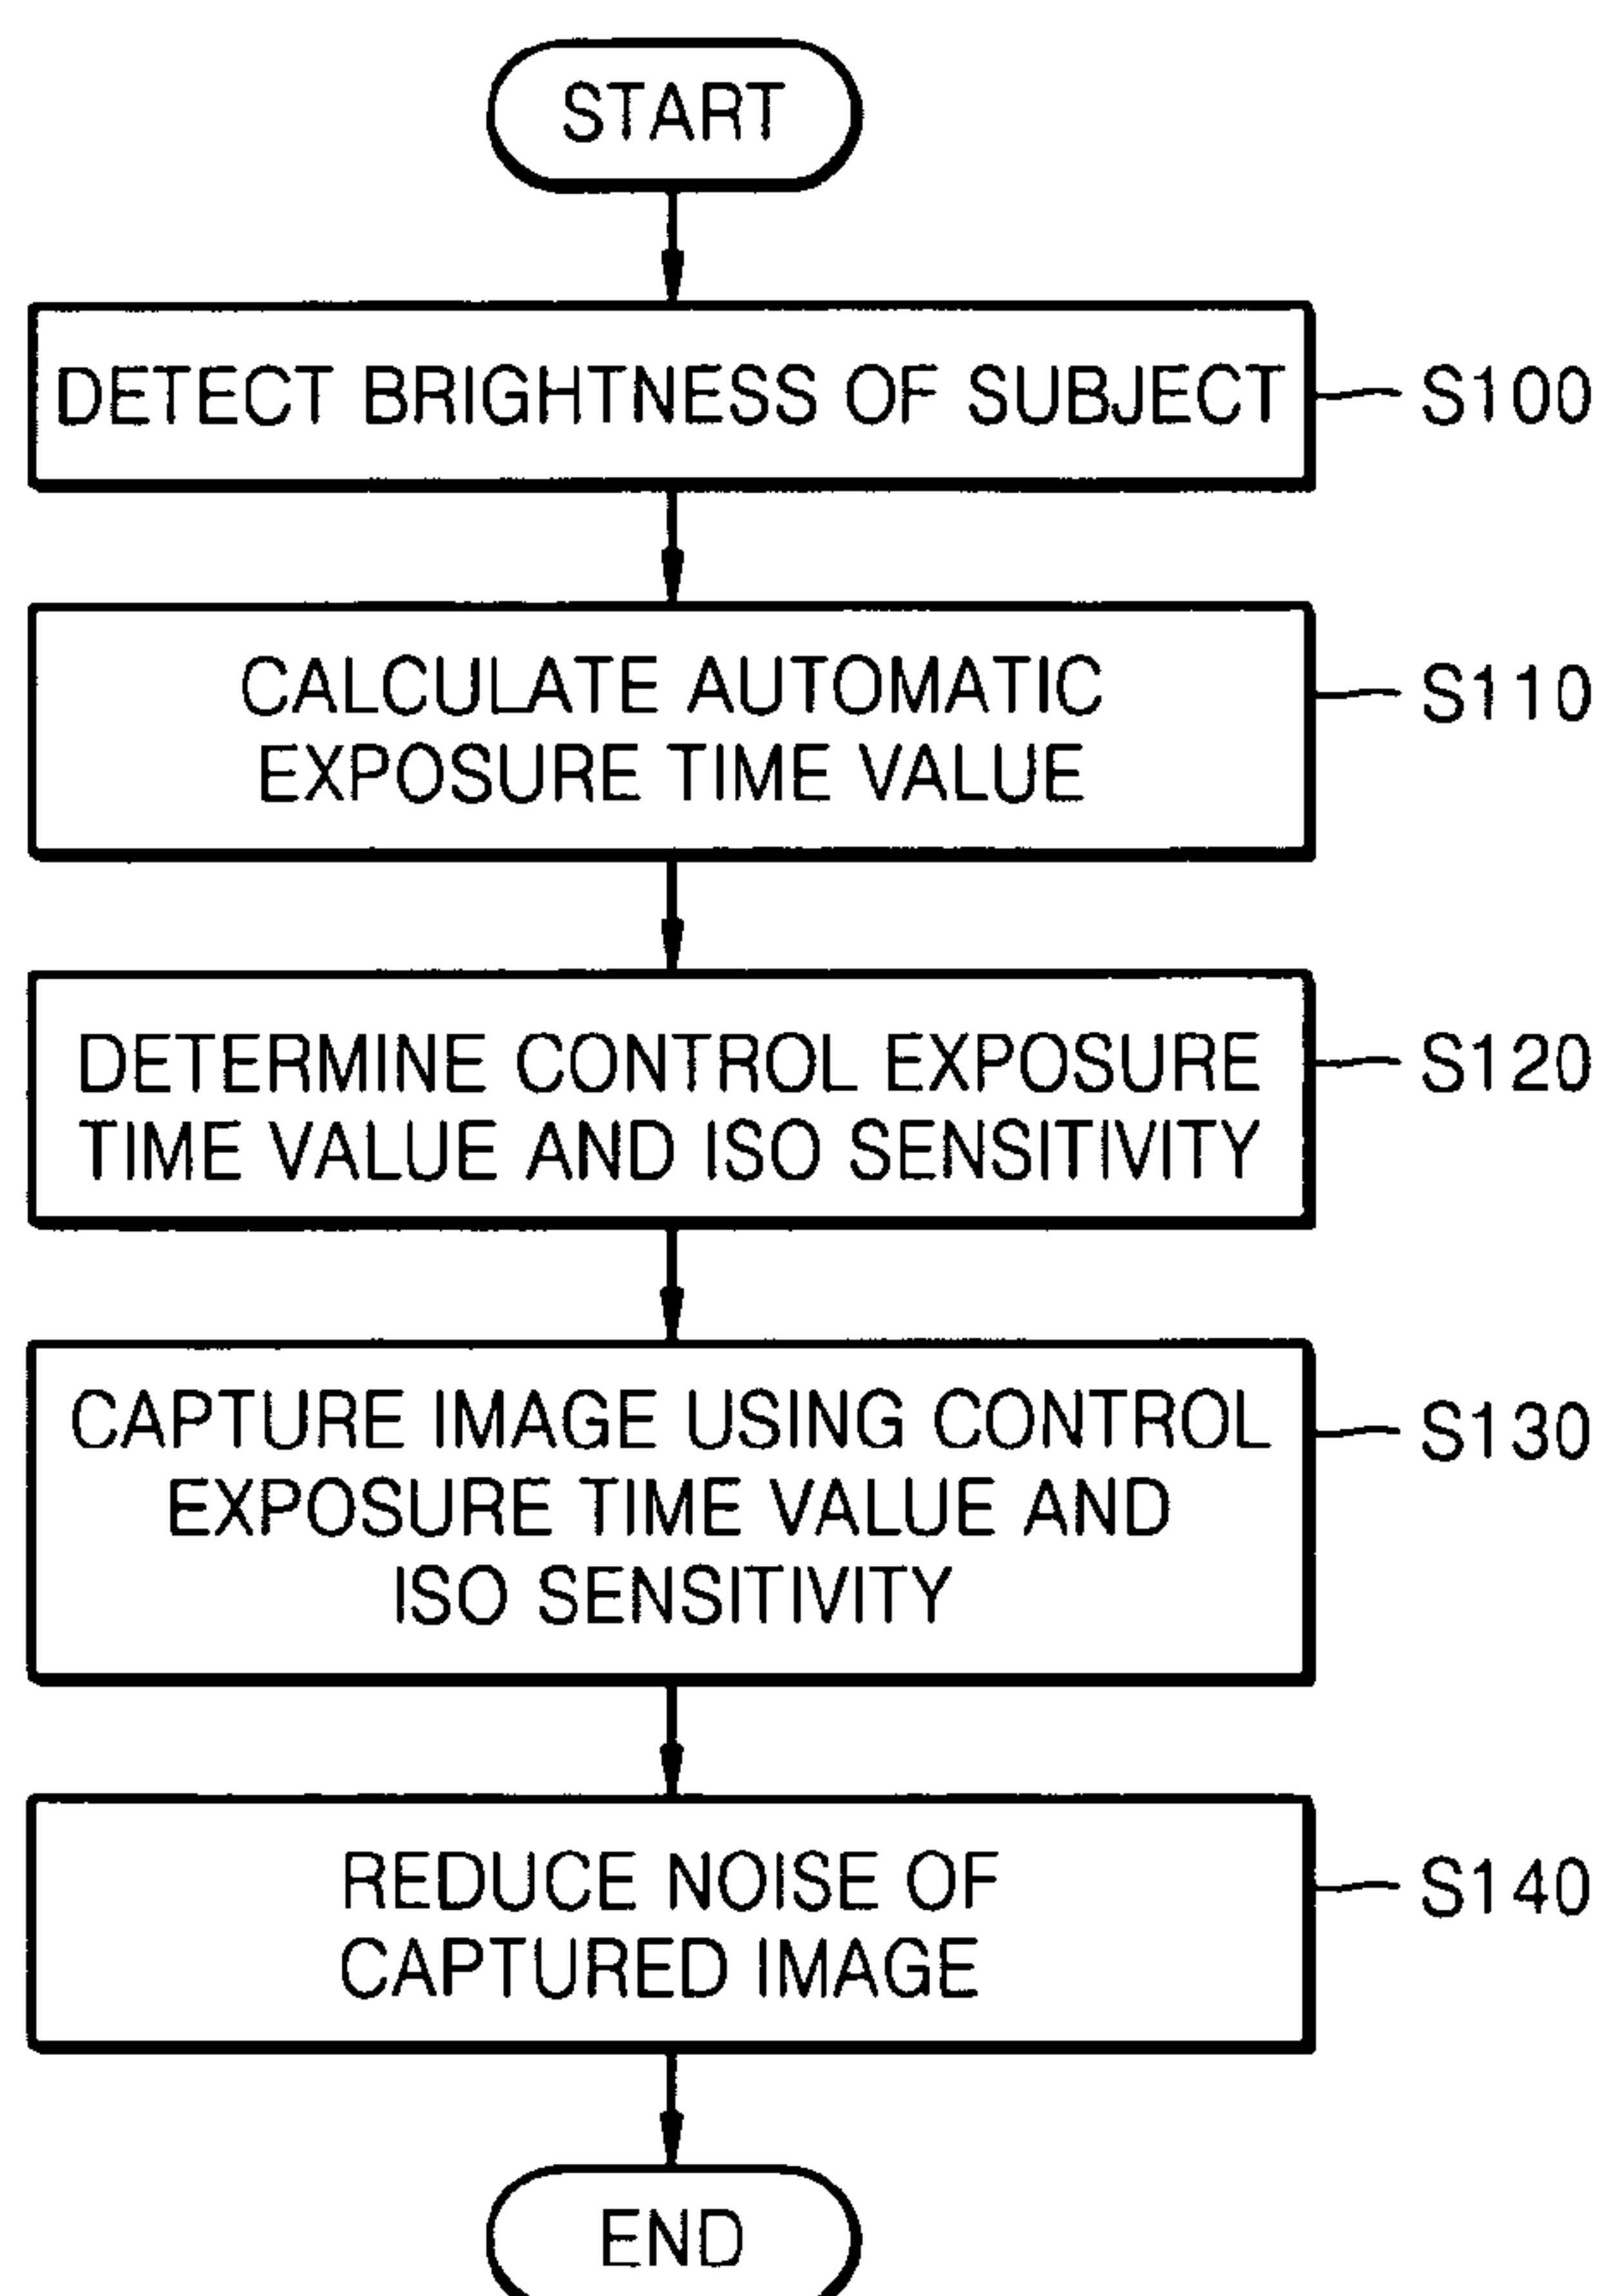 START
DETECT BRIGHTNESS OF SUBJECT
S100
CALCULATE AUTOMATIC
EXPOSURE TIME VALUE
S110
DETERMINE CONTROL EXPOSURE
TIME VALUE AND ISO SENSITIVITY
S120
CAPTURE IMAGE USING CONTROL
EXPOSURE TIME VALUE AND
ISO SENSITIVITY
S130
REDUCE NOISE OF
CAPTURED IMAGE
S140
END